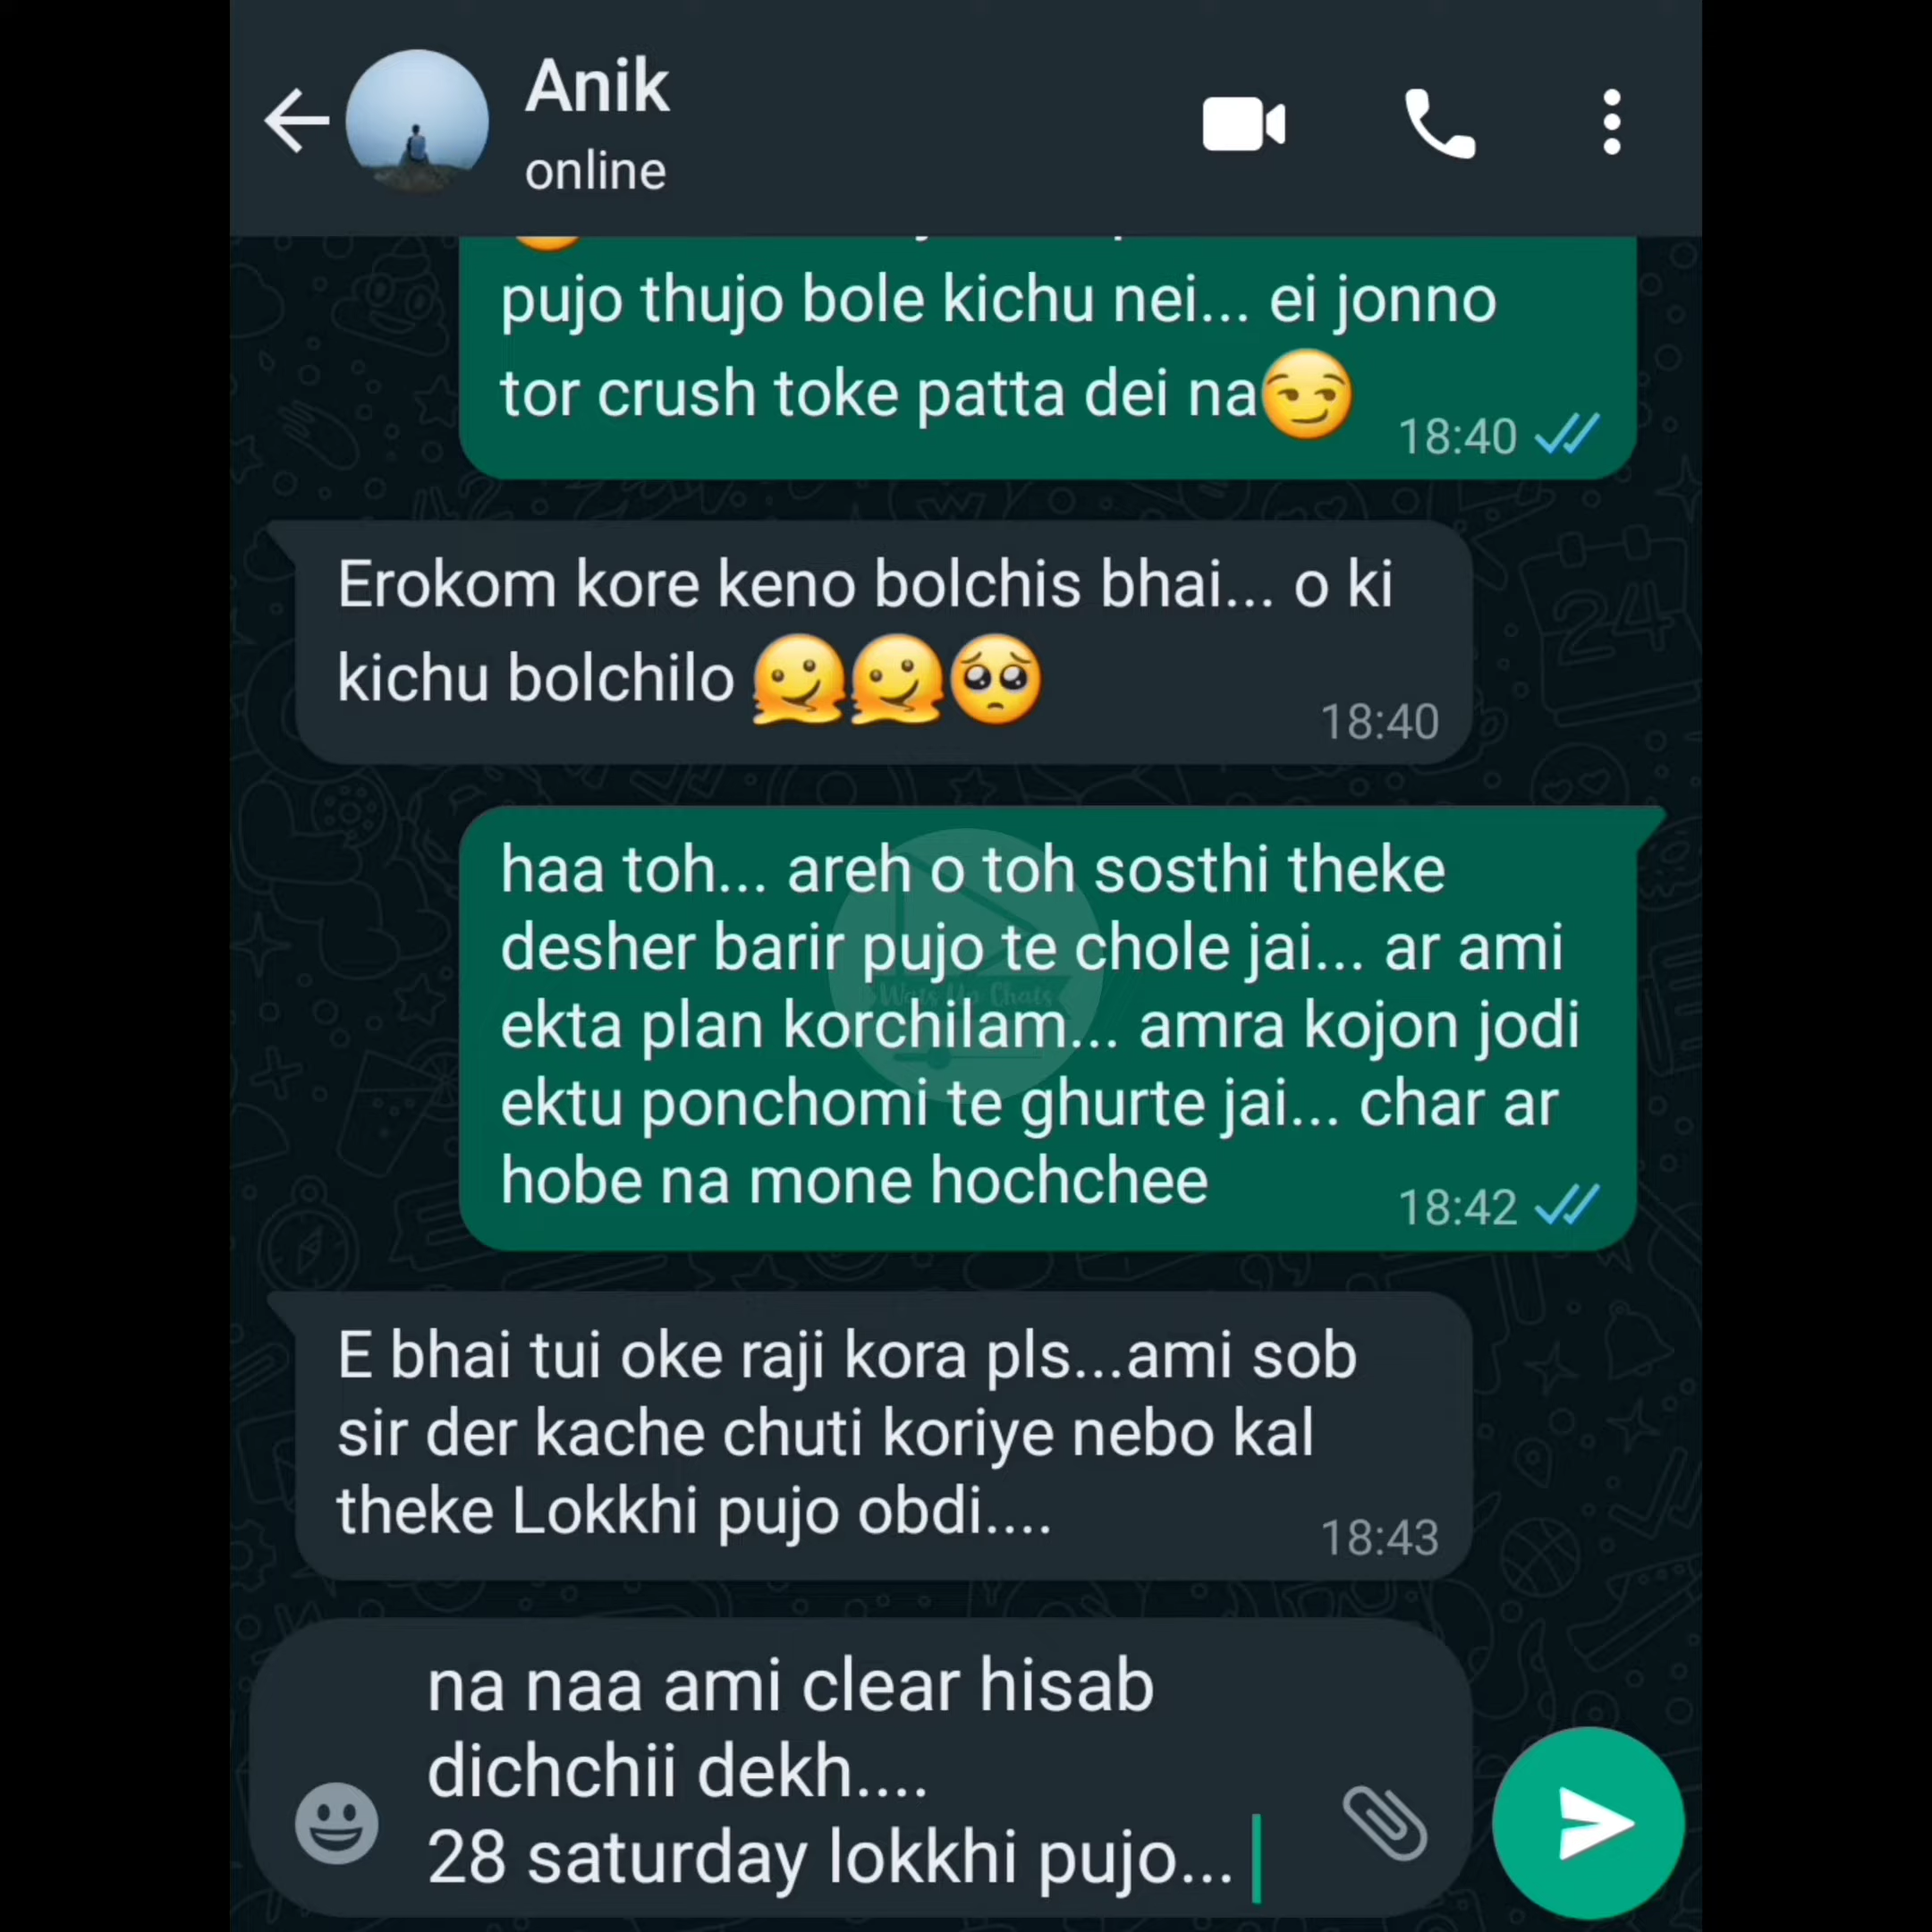 Anik
online
pujo thujo bole kichu nei... ei jonno
tor crush toke patta dei na😏
18:40
Erokom kore keno bolchis bhai... o ki
kichu bolchilo 🫠🫠🥺
18:40
haa toh... areh o toh sosthi theke
desher barir pujo te chole jai... ar ami
ekta plan korchilam... amra kojon jodi
ektu ponchomi te ghurte jai... char ar
hobe na mone hochchee
18:42
Wats Up Chats
E bhai tui oke raji kora pls...ami sob
sir der kache chuti koriye nebo kal
theke Lokkhi pujo obdi....
18:43
na naa ami clear hisab
dichchii dekh....
28 saturday lokkhi pujo...